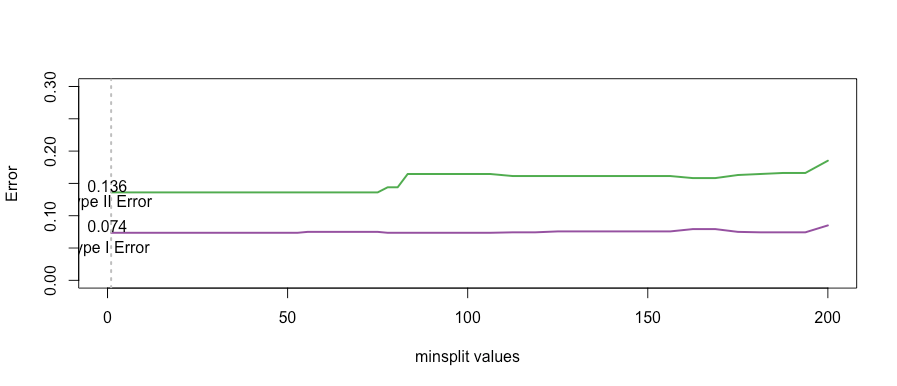 0.30
0.20
0.10
0.00
Error
0.136
ype II Error
0.074
ype I Error
0
50
100
150
200
minsplit values